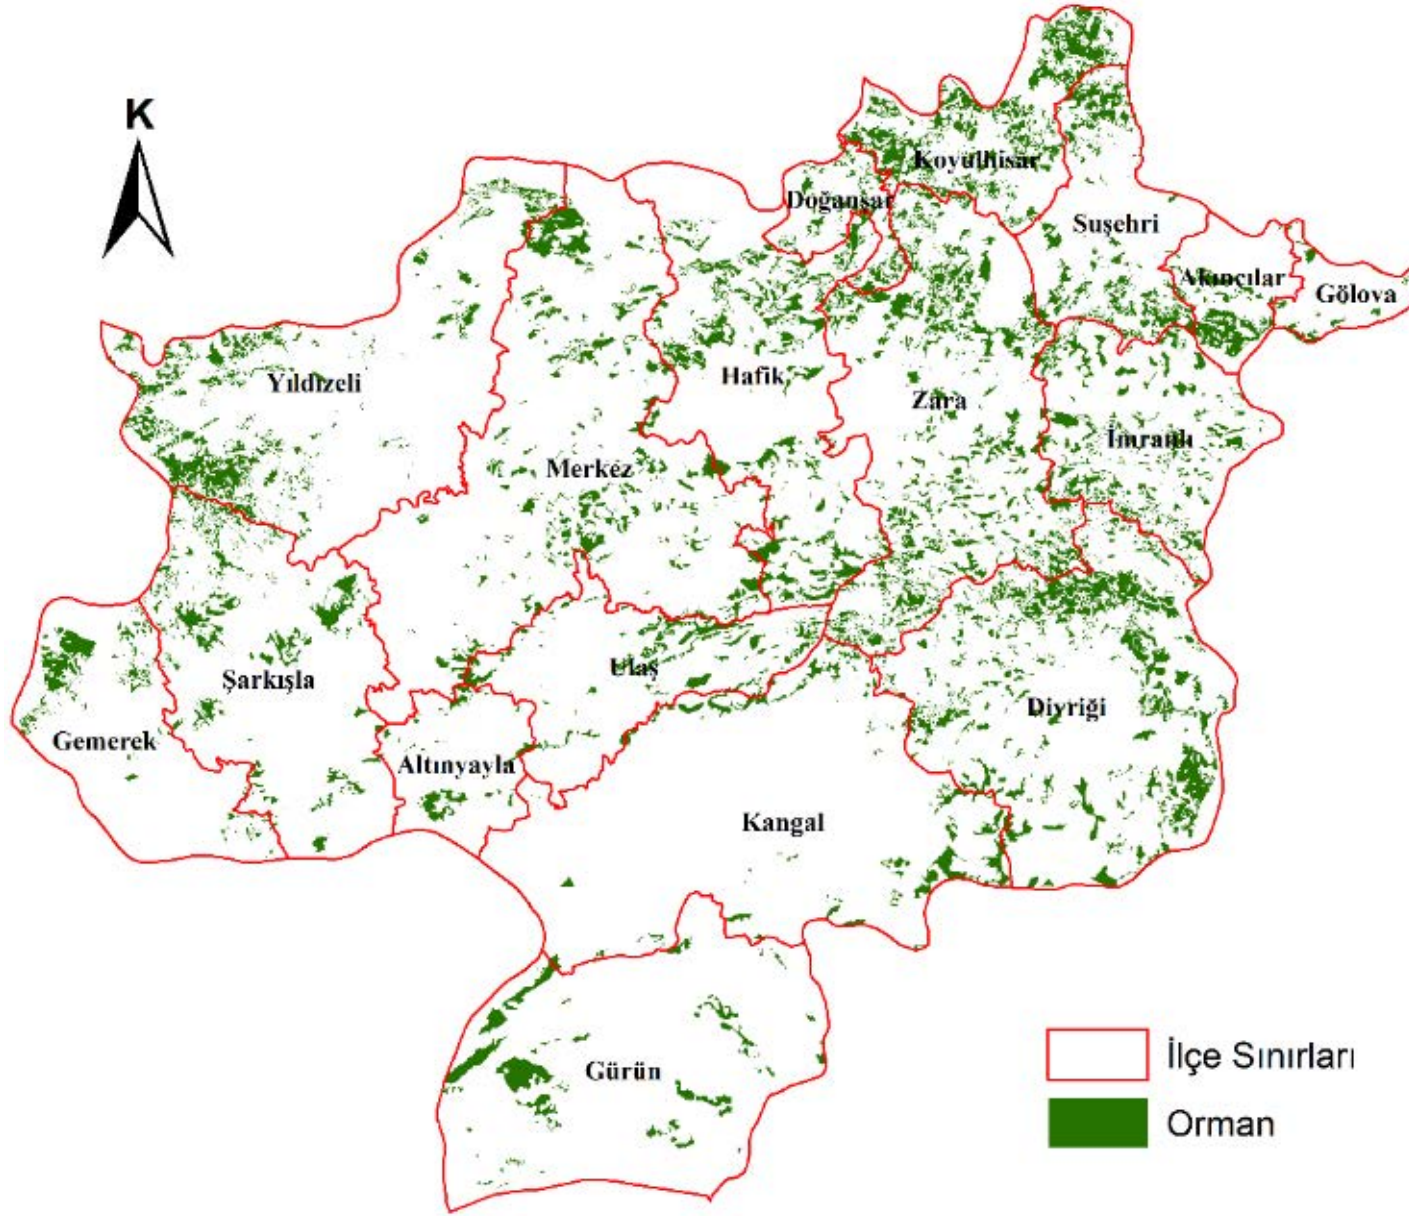 K
Koyulhisar
Doğanşar
Suşehri
Akıncılar
Gölova
Yıldızeli
Hafik
Zara
İmranlı
Merkez
Ulaş
Şarkışla
Divriği
Gemerek
Altınyayla
Kangal
Gürün
İlçe Sınırları
Orman